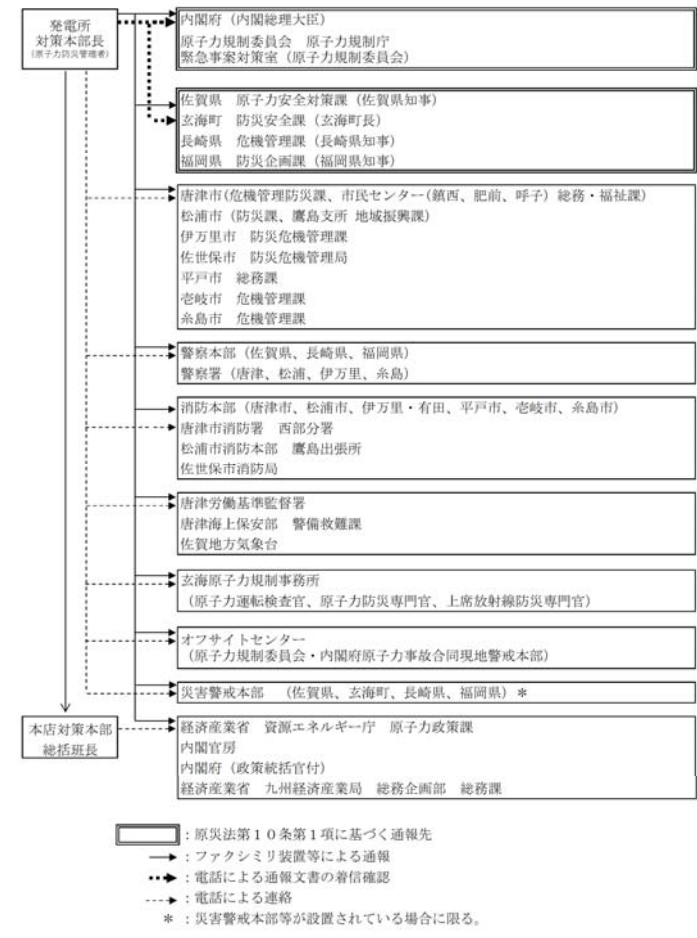 発電所
対策本部長
(原子力防災管理者)
内閣府（内閣総理大臣）
原子力規制委員会　原子力規制庁
緊急事案対策室（原子力規制委員会）
佐賀県　原子力安全対策課（佐賀県知事）
玄海町　防災安全課（玄海町長）
長崎県　危機管理課（長崎県知事）
福岡県　防災企画課（福岡県知事）
唐津市(危機管理防災課、市民センター(鎮西、肥前、呼子）総務・福祉課)
松浦市（防災課、鷹島支所 地域振興課）
伊万里市　防災危機管理課
佐世保市　防災危機管理局
平戸市　総務課
壱岐市　危機管理課
糸島市　危機管理課
警察本部（佐賀県、長崎県、福岡県）
警察署（唐津、松浦、伊万里、糸島）
消防本部（唐津市、松浦市、伊万里・有田、平戸市、壱岐市、糸島市）
唐津市消防署　西部分署
松浦市消防本部　鷹島出張所
佐世保市消防局
唐津労働基準監督署
唐津海上保安部　警備救難課
佐賀地方気象台
玄海原子力規制事務所
（原子力運転検査官、原子力防災専門官、上席放射線防災専門官）
オフサイトセンター
（原子力規制委員会・内閣府原子力事故合同現地警戒本部）
災害警戒本部　（佐賀県、玄海町、長崎県、福岡県）＊
本店対策本部
総括班長
経済産業省　資源エネルギー庁　原子力政策課
内閣官房
内閣府（政策統括官付）
経済産業省　九州経済産業局　総務企画部　総務課
：原災法第１０条第１項に基づく通報先
：ファクシミリ装置等による通報
：電話による通報文書の着信確認
：電話による連絡
＊　：災害警戒本部等が設置されている場合に限る。